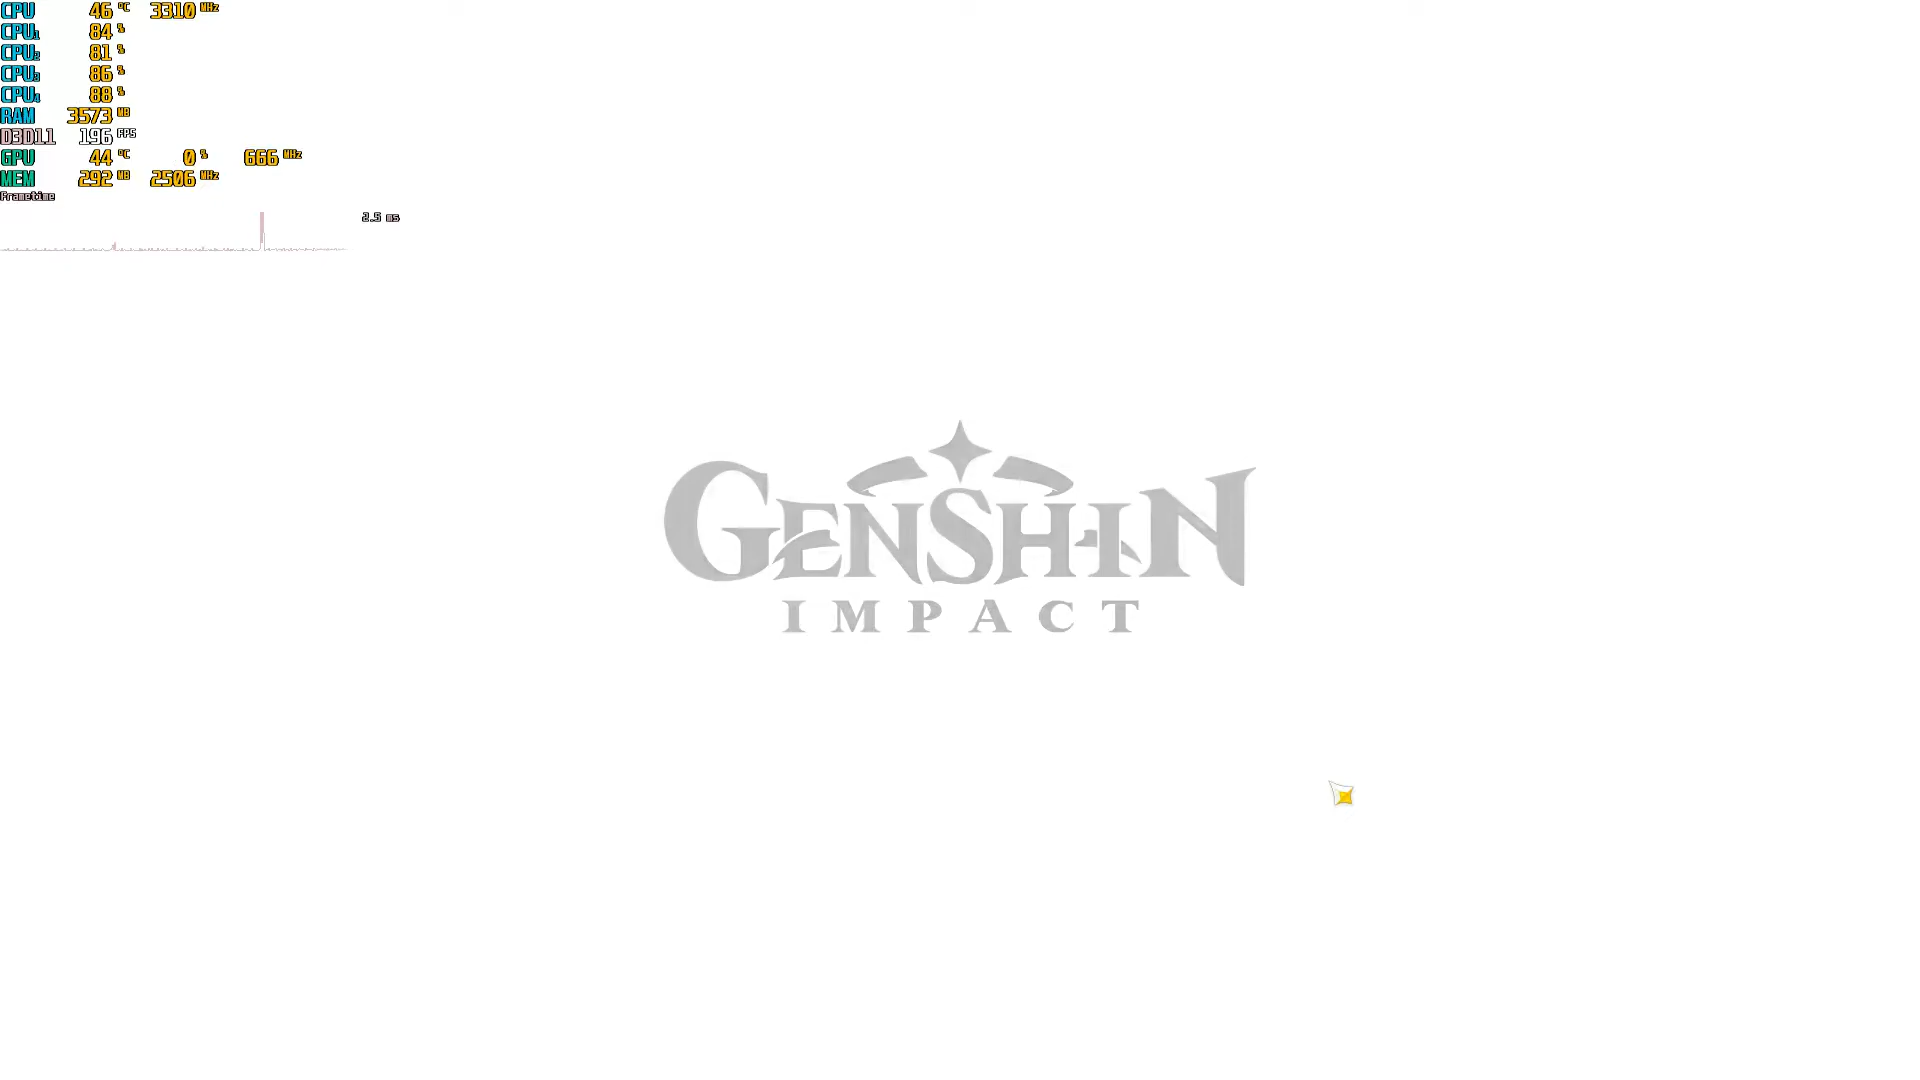 CPU 46 °C 3310 MHz
CPU1 84 %
CPU2 81 %
CPU3 86 %
CPU4 88 %
RAM 3573 MB
D3D11 196 FPS
GPU 44 °C 0 % 666 MHz
MEM 292 MB 2506 MHz
Frametime
2.5 ms
GENSHIN
IMPACT